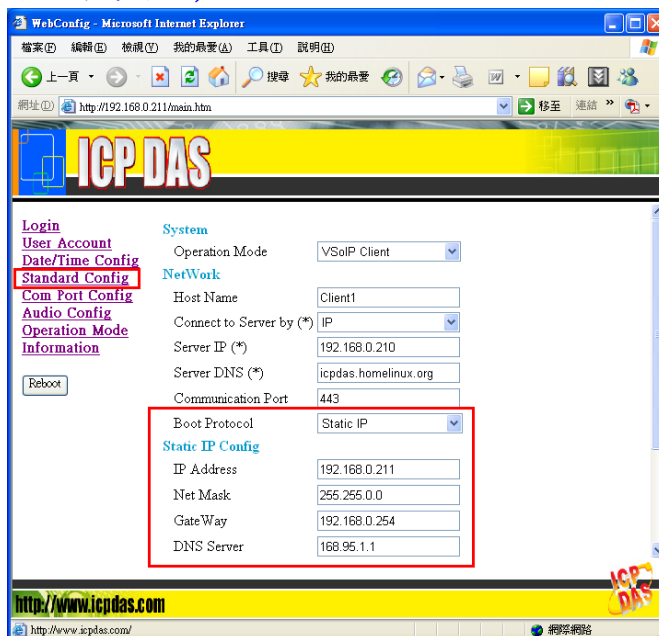 WebConfig - Microsoft Internet Explorer
檔案(F) 編輯(E) 檢視(V) 我的最愛(A) 工具(T) 說明(H)
上一頁 搜尋 我的最愛
網址(D) http://192.168.0.211/main.htm 移至 連結 »
ICP DAS
Login
User Account
Date/Time Config
Standard Config
Com Port Config
Audio Config
Operation Mode
Information
Reboot
System
Operation Mode VSoIP Client
NetWork
Host Name Client1
Connect to Server by (*) IP
Server IP (*) 192.168.0.210
Server DNS (*) icpdas.homelinux.org
Communication Port 443
Boot Protocol Static IP
Static IP Config
IP Address 192.168.0.211
Net Mask 255.255.0.0
GateWay 192.168.0.254
DNS Server 168.95.1.1
http://www.icpdas.com
ICP DAS
http://www.icpdas.com/ 網際網路